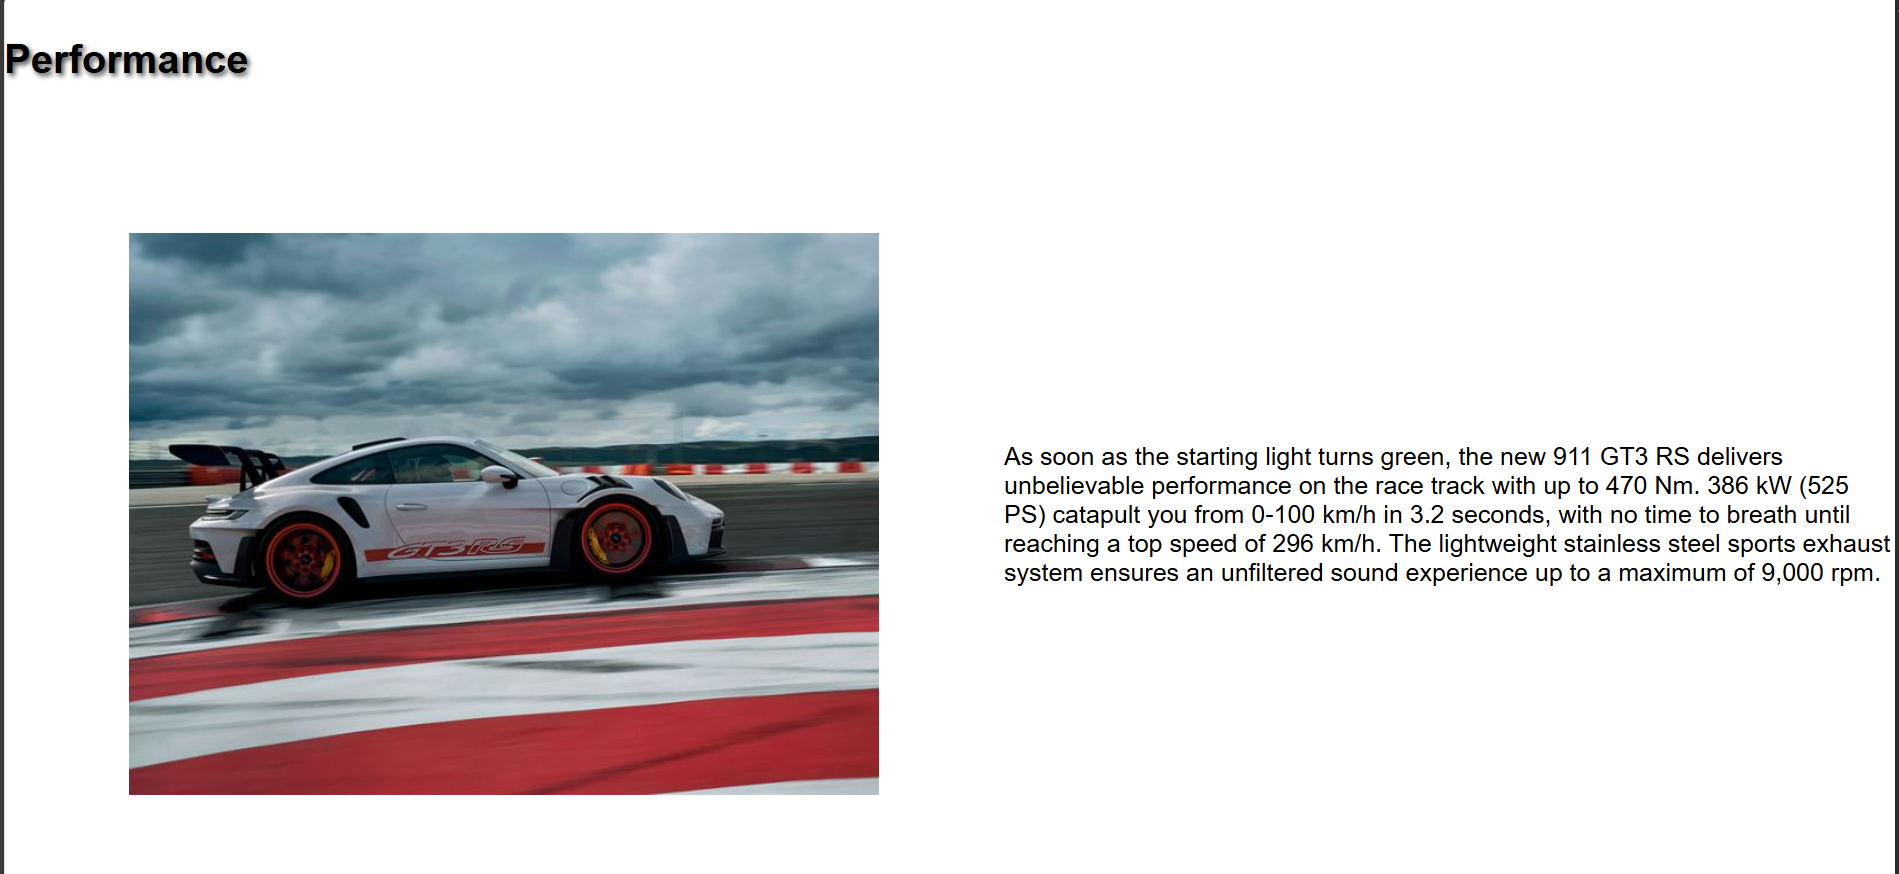 Performance
GT3 RS
As soon as the starting light turns green, the new 911 GT3 RS delivers
unbelievable performance on the race track with up to 470 Nm. 386 kW (525
PS) catapult you from 0-100 km/h in 3.2 seconds, with no time to breath until
reaching a top speed of 296 km/h. The lightweight stainless steel sports exhaust
system ensures an unfiltered sound experience up to a maximum of 9,000 rpm.